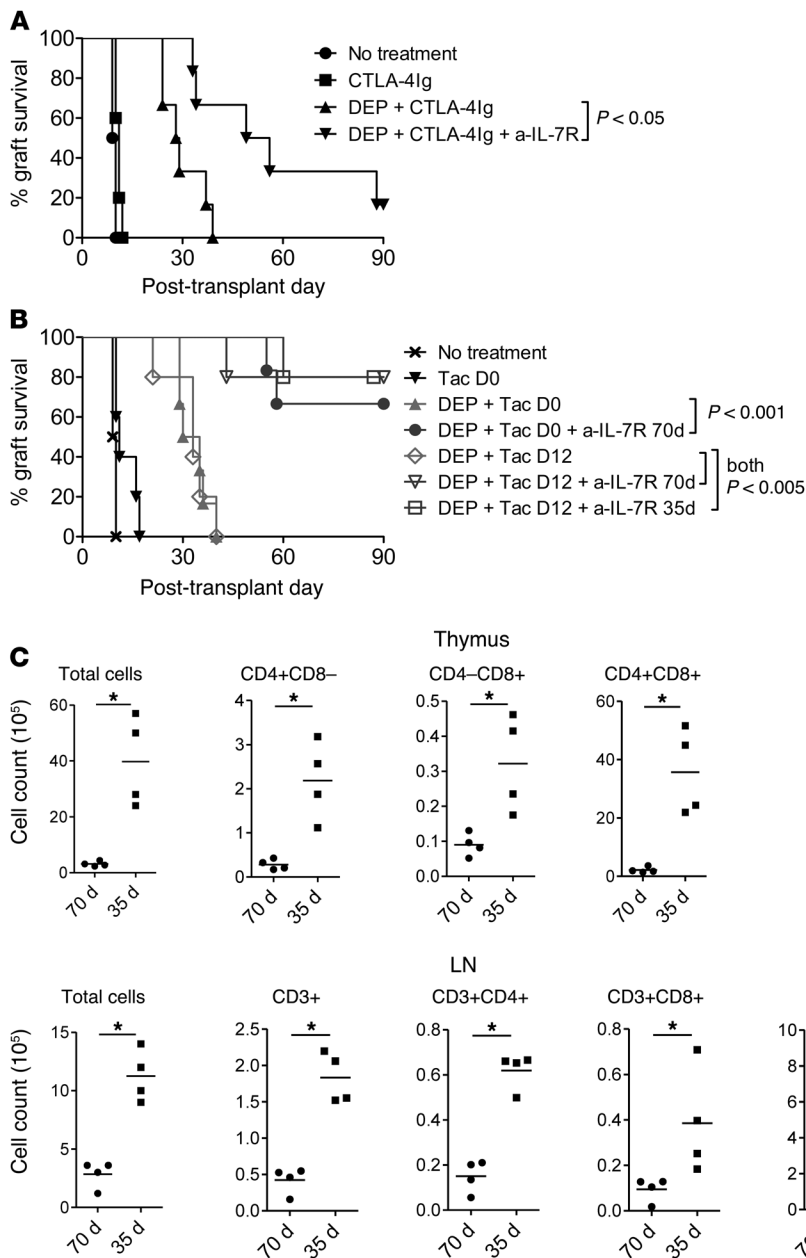 A
100
80
60
40
20
0
% graft survival
0 30 60 90
Post-transplant day
No treatment
CTLA-4Ig
DEP + CTLA-4Ig
DEP + CTLA-4Ig + a-IL-7R
P < 0.05
B
100
80
60
40
20
0
% graft survival
0 30 60 90
Post-transplant day
No treatment
Tac D0
DEP + Tac D0
DEP + Tac D0 + a-IL-7R 70d
DEP + Tac D12
DEP + Tac D12 + a-IL-7R 70d
DEP + Tac D12 + a-IL-7R 35d
P < 0.001
both
P < 0.005
C
Thymus
Total cells CD4+CD8– CD4–CD8+ CD4+CD8+
Cell count (10⁵)
60
40
20
0
*
70 d 35 d
4
3
2
1
0
*
70 d 35 d
0.5
0.4
0.3
0.2
0.1
0.0
*
70 d 35 d
60
40
20
0
*
70 d 35 d
LN
Total cells CD3+ CD3+CD4+ CD3+CD8+
Cell count (10⁵)
15
10
5
0
*
70 d 35 d
2.5
2.0
1.5
1.0
0.5
0.0
*
70 d 35 d
0.8
0.6
0.4
0.2
0.0
*
70 d 35 d
0.8
0.6
0.4
0.2
0.0
*
70 d 35 d
10
8
6
4
2
0